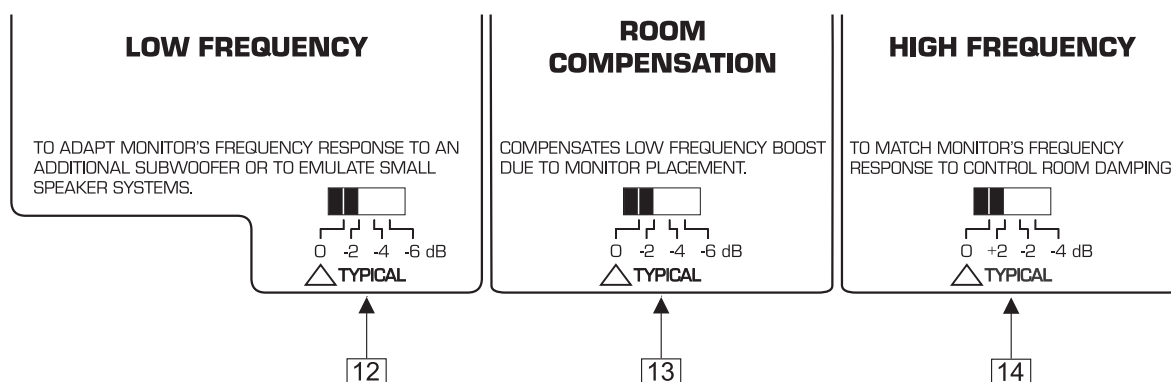 LOW FREQUENCY
TO ADAPT MONITOR'S FREQUENCY RESPONSE TO AN
ADDITIONAL SUBWOOFER OR TO EMULATE SMALL
SPEAKER SYSTEMS.
0 -2 -4 -6 dB
TYPICAL
12
ROOM
COMPENSATION
COMPENSATES LOW FREQUENCY BOOST
DUE TO MONITOR PLACEMENT.
0 -2 -4 -6 dB
TYPICAL
13
HIGH FREQUENCY
TO MATCH MONITOR'S FREQUENCY
RESPONSE TO CONTROL ROOM DAMPING
0 +2 -2 -4 dB
TYPICAL
14